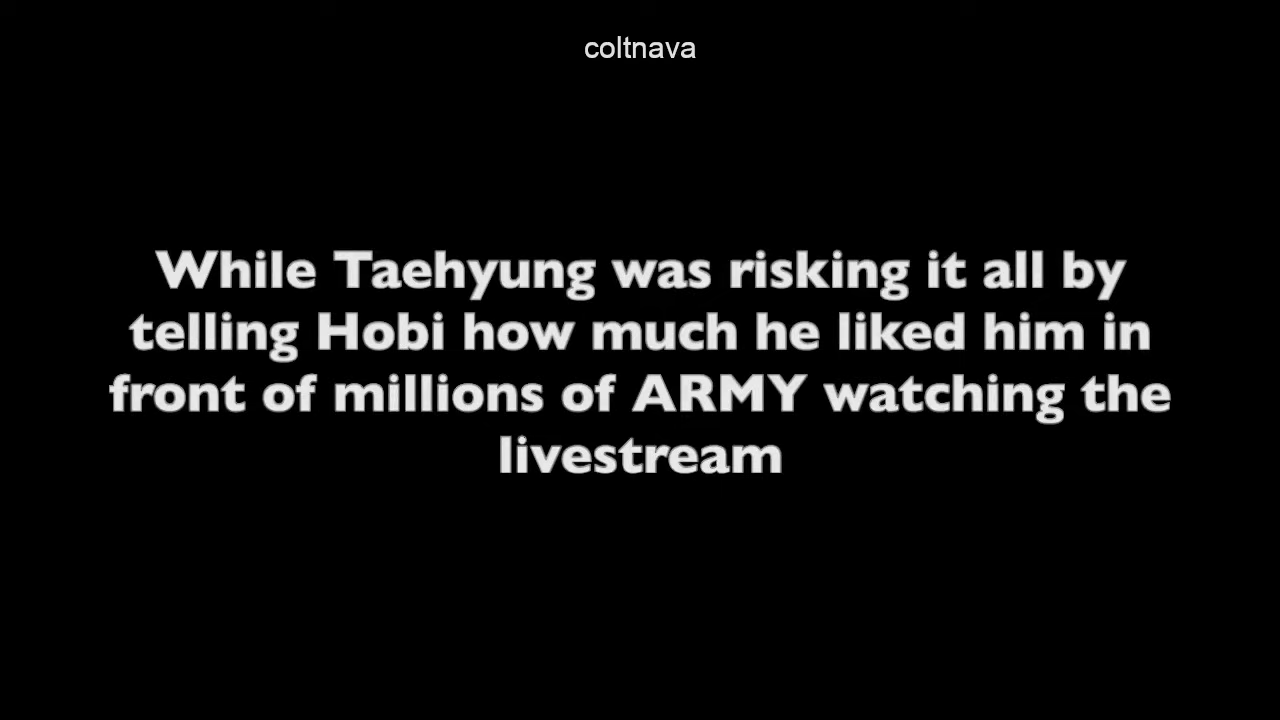 coltnava
While Taehyung was risking it all by
telling Hobi how much he liked him in
front of millions of ARMY watching the
livestream